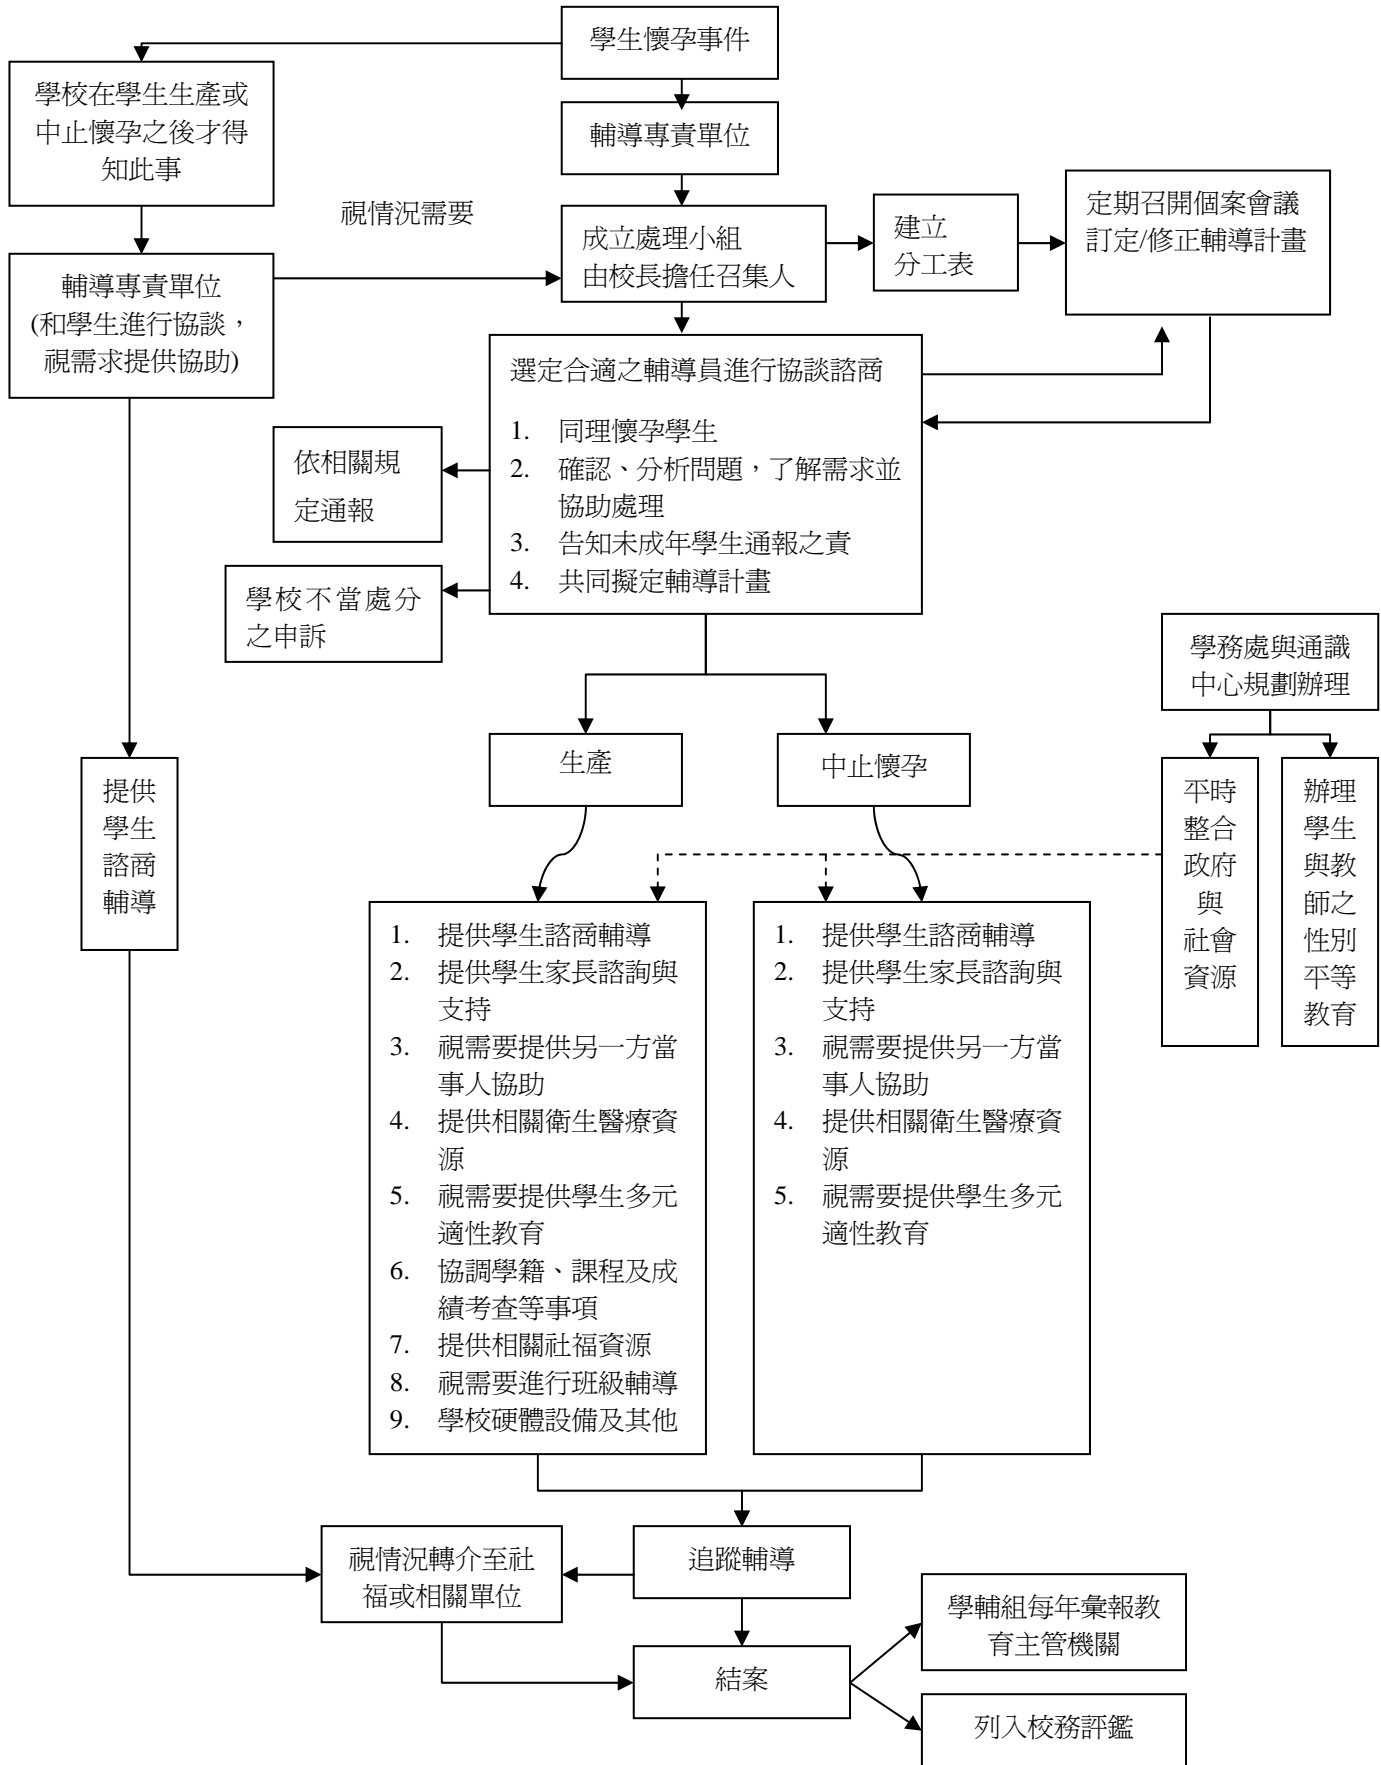 學生懷孕事件
學校在學生生產或
中止懷孕之後才得
知此事
輔導專責單位
視情況需要
成立處理小組
由校長擔任召集人
建立
分工表
定期召開個案會議
訂定/修正輔導計畫
輔導專責單位
(和學生進行協談，
視需求提供協助)
選定合適之輔導員進行協談諮商
1. 同理懷孕學生
2. 確認、分析問題，了解需求並
協助處理
3. 告知未成年學生通報之責
4. 共同擬定輔導計畫
依相關規
定通報
學校不當處分
之申訴
學務處與通識
中心規劃辦理
生產
中止懷孕
提供
學生
諮商
輔導
平時
整合
政府
與
社會
資源
辦理
學生
與教
師之
性別
平等
教育
1. 提供學生諮商輔導
2. 提供學生家長諮詢與
支持
3. 視需要提供另一方當
事人協助
4. 提供相關衛生醫療資
源
5. 視需要提供學生多元
適性教育
6. 協調學籍、課程及成
績考查等事項
7. 提供相關社福資源
8. 視需要進行班級輔導
9. 學校硬體設備及其他
1. 提供學生諮商輔導
2. 提供學生家長諮詢與
支持
3. 視需要提供另一方當
事人協助
4. 提供相關衛生醫療資
源
5. 視需要提供學生多元
適性教育
視情況轉介至社
福或相關單位
追蹤輔導
結案
學輔組每年彙報教
育主管機關
列入校務評鑑